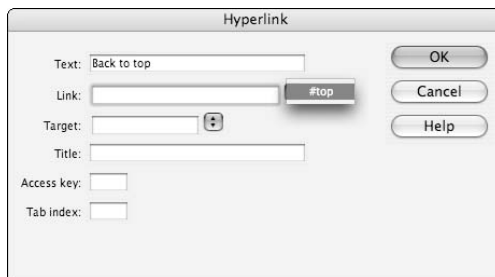 Hyperlink
Text: Back to top
OK
Link:
#top
Cancel
Target:
Help
Title:
Access key:
Tab index: